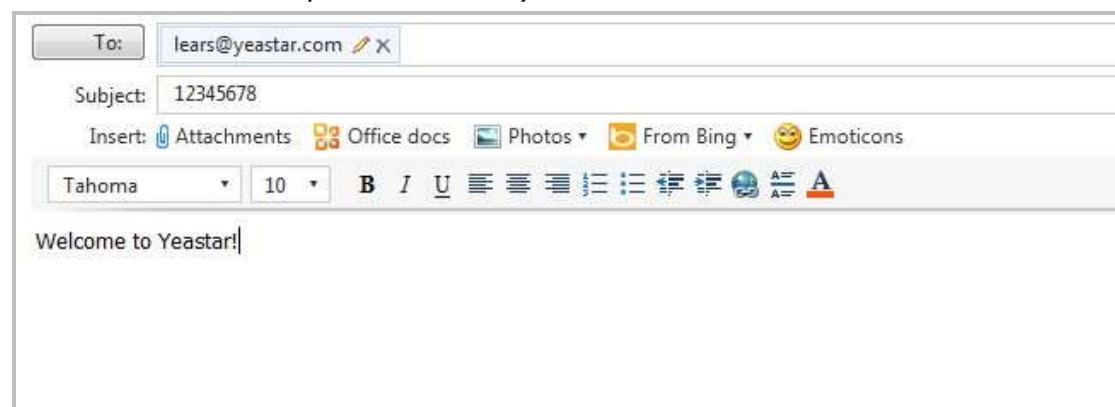 To: lears@yeastar.com
Subject: 12345678
Insert: Attachments Office docs Photos From Bing Emoticons
Tahoma 10 B I U A
Welcome to Yeastar!